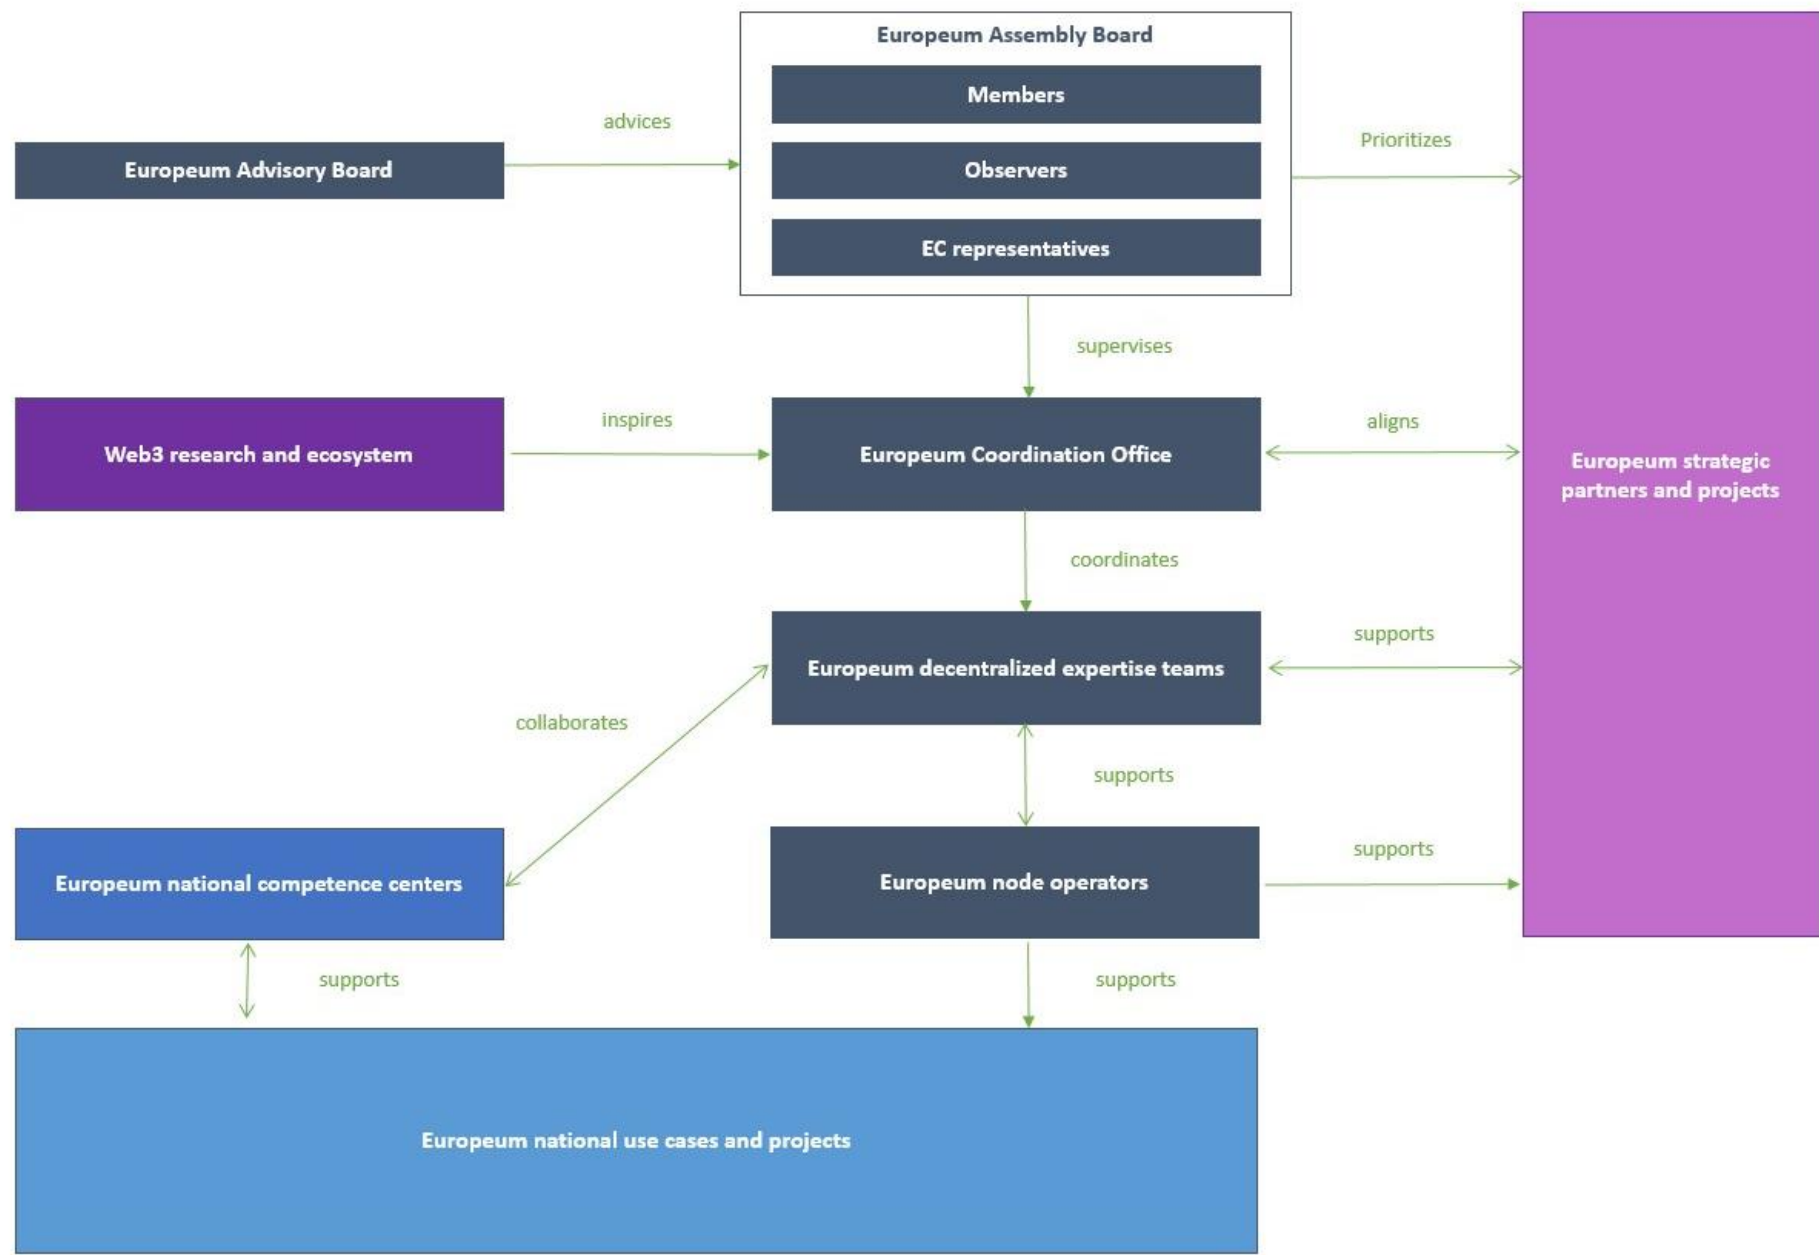 Europeum Assembly Board
Members
advices
Prioritizes
Europeum Advisory Board
Observers
EC representatives
supervises
Web3 research and ecosystem
inspires
Europeum Coordination Office
aligns
Europeum strategic
partners and projects
coordinates
Europeum decentralized expertise teams
supports
collaborates
supports
Europeum national competence centers
Europeum node operators
supports
supports
supports
Europeum national use cases and projects